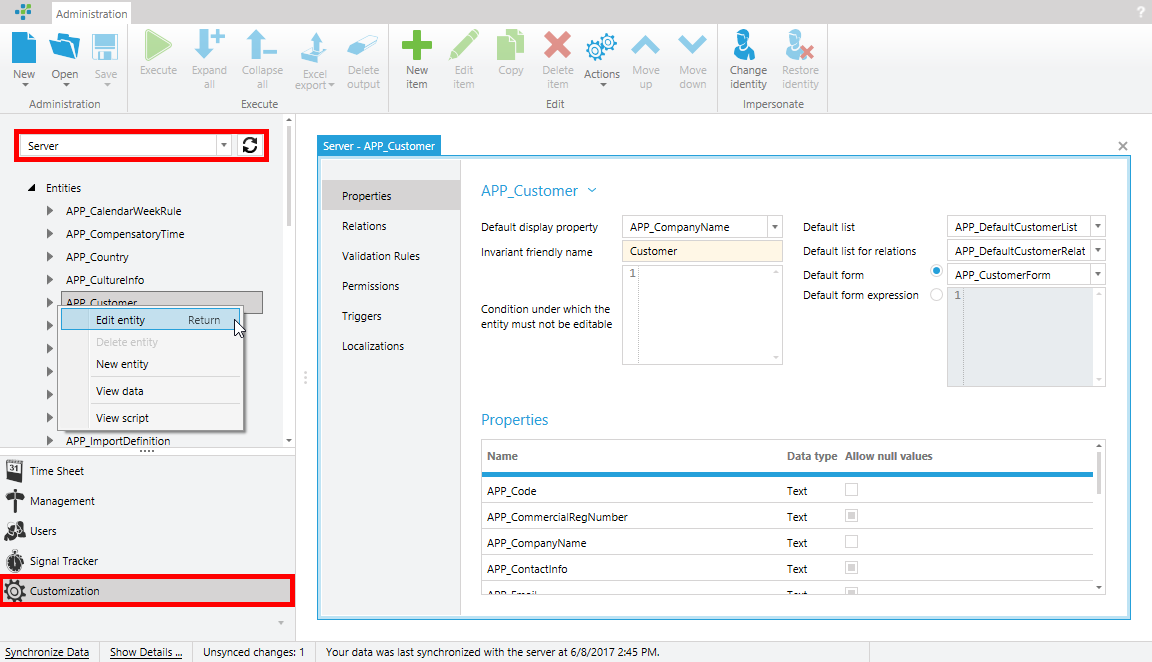 Administration
?
New
Open
Save
Execute
Expand all
Collapse all
Excel export
Delete output
New item
Edit item
Copy
Delete item
Actions
Move up
Move down
Change identity
Restore identity
Administration
Execute
Edit
Impersonate
Server
Entities
APP_CalendarWeekRule
APP_CompensatoryTime
APP_Country
APP_CultureInfo
APP_Customer
Edit entity Return
Delete entity
New entity
View data
View script
APP_ImportDefinition
31
Time Sheet
Management
Users
Signal Tracker
Customization
Server - APP_Customer
Properties
Relations
Validation Rules
Permissions
Triggers
Localizations
APP_Customer
Default display property APP_CompanyName
Invariant friendly name Customer
Condition under which the
entity must not be editable
1
Default list APP_DefaultCustomerList
Default list for relations APP_DefaultCustomerRelat
Default form APP_CustomerForm
Default form expression 1
Properties
Name Data type Allow null values
APP_Code Text
APP_CommercialRegNumber Text
APP_CompanyName Text
APP_ContactInfo Text
APP_Email Text
Synchronize Data Show Details ... Unsynced changes: 1 Your data was last synchronized with the server at 6/8/2017 2:45 PM.